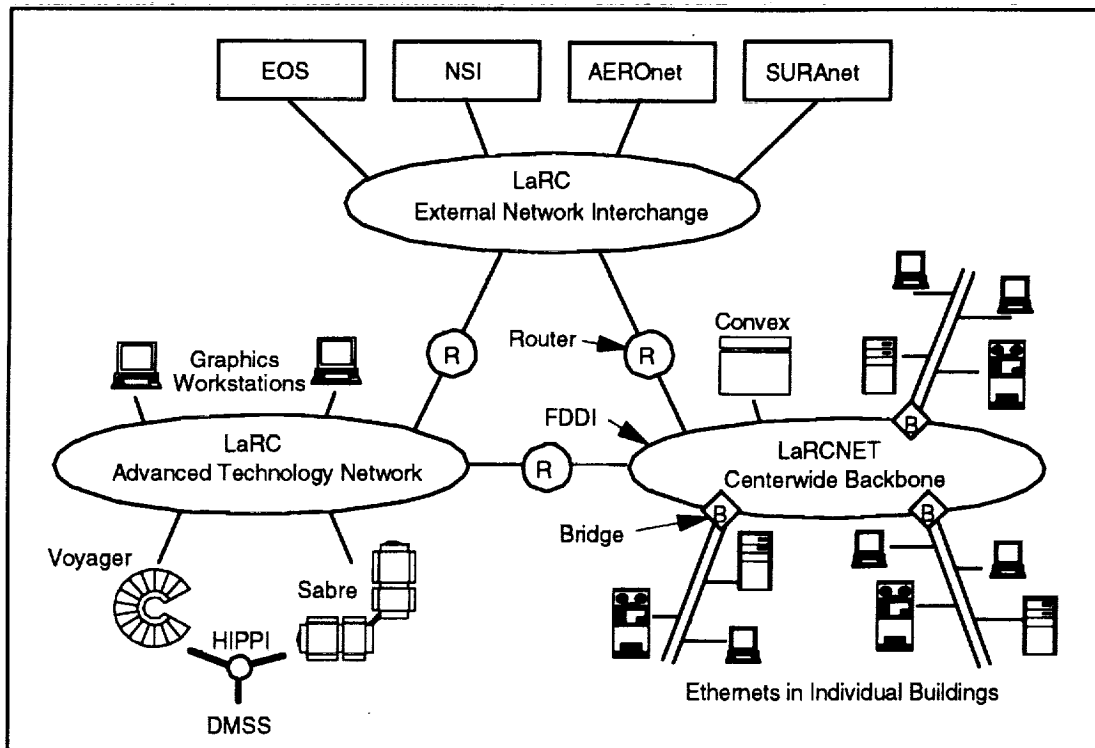 EOS
NSI
AEROnet
SURAnet
LaRC
External Network Interchange
R
Router
R
Convex
Graphics
Workstations
FDDI
B
LaRC
Advanced Technology Network
R
LaRCNET
Centerwide Backbone
Bridge
B
B
Voyager
Sabre
HIPPI
DMSS
Ethernets in Individual Buildings